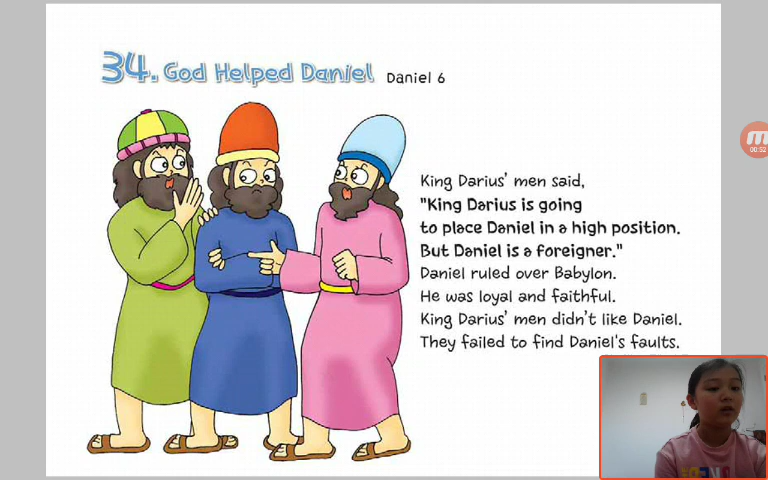 34. God Helped Daniel Daniel 6
King Darius' men said,
"King Darius is going
to place Daniel in a high position.
But Daniel is a foreigner."
Daniel ruled over Babylon.
He was loyal and faithful.
King Darius' men didn't like Daniel.
They failed to find Daniel's faults.
00:52